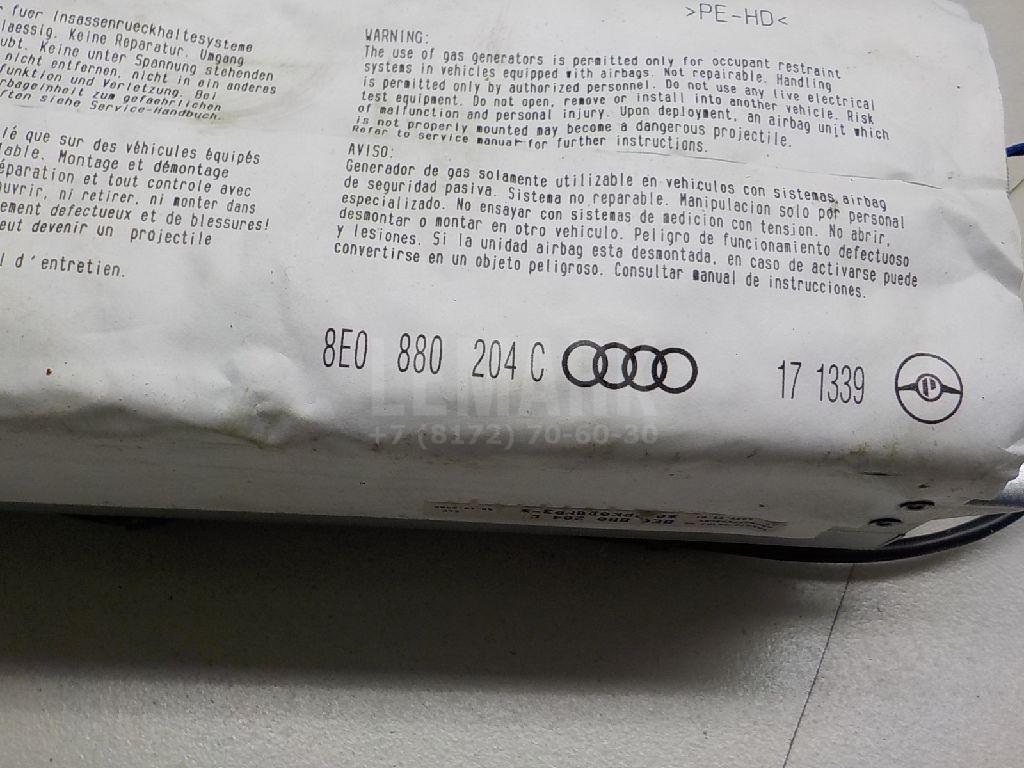 >PE-HD<
r fuer Insassenrueckhaltesysteme
laessig. Keine Reparatur. Umgang
ubt. Keine unter Spannung stehenden
nicht entfernen, nicht in ein anderes
funktion und Verletzung. Bei
rbageinheit zum gefaehrlichen
ften siehe Service-Handbuch.
lé que sur des véhicules équipés
table. Montage et démontage
éparation et tout controle avec
ouvrir, ni retirer, ni monter dans
ement defectueux et de blessures!
eut devenir un projectile
l d'entretien.
WARNING:
The use of gas generators is permitted only for occupant restraint
systems in vehicles equipped with airbags. Not repairable. Handling
is permitted only by authorized personnel. Do not use any live electrical
test equipment. Do not open, remove or install into another vehicle. Risk
of malfunction and personal injury. Upon deployment, an airbag unit which
is not properly mounted may become a dangerous projectile.
Refer to service manual for further instructions.
AVISO:
Generador de gas solamente utilizable en vehiculos con sistemas airbag
de seguridad pasiva. Sistema no reparable. Manipulacion solo por personal
especializado. No ensayar con sistemas de medicion con tension. No abrir,
desmontar o montar en otro vehiculo. Peligro de funcionamiento defectuoso
y lesiones. Si la unidad airbag esta desmontada, en caso de activarse puede
convertirse en un objeto peligroso. Consultar manual de instrucciones.
8E0 880 204 C 17 1339 P
LEMARK
+7 (8172) 70-60-30